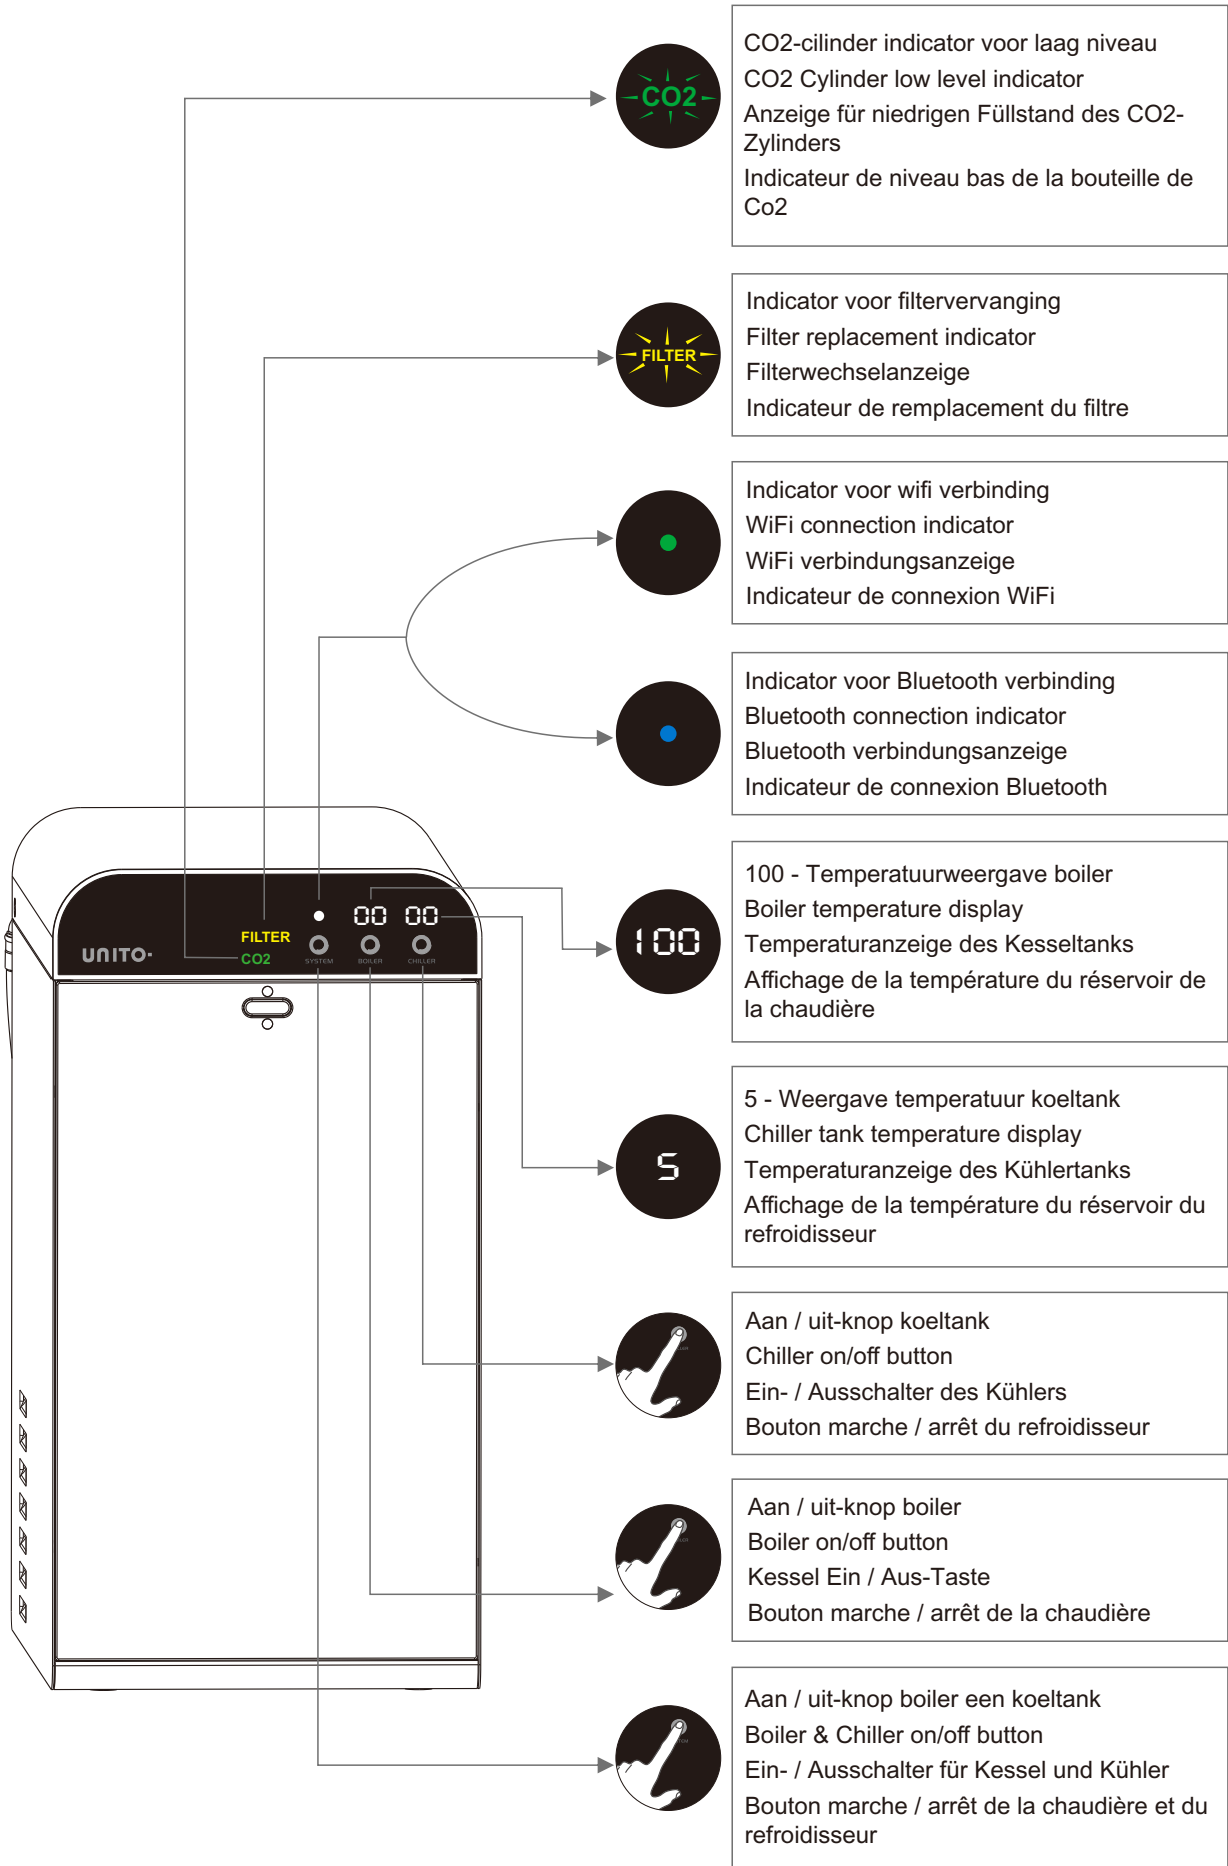 CO2
CO2-cilinder indicator voor laag niveau
CO2 Cylinder low level indicator
Anzeige für niedrigen Füllstand des CO2-
Zylinders
Indicateur de niveau bas de la bouteille de
Co2
FILTER
Indicator voor filtervervanging
Filter replacement indicator
Filterwechselanzeige
Indicateur de remplacement du filtre
Indicator voor wifi verbinding
WiFi connection indicator
WiFi verbindungsanzeige
Indicateur de connexion WiFi
Indicator voor Bluetooth verbinding
Bluetooth connection indicator
Bluetooth verbindungsanzeige
Indicateur de connexion Bluetooth
UNITO
FILTER
CO2
00 00
SYSTEM BOILER CHILLER
100
100 - Temperatuurweergave boiler
Boiler temperature display
Temperaturanzeige des Kesseltanks
Affichage de la température du réservoir de
la chaudière
5
5 - Weergave temperatuur koeltank
Chiller tank temperature display
Temperaturanzeige des Kühlertanks
Affichage de la température du réservoir du
refroidisseur
Aan / uit-knop koeltank
Chiller on/off button
Ein- / Ausschalter des Kühlers
Bouton marche / arrêt du refroidisseur
Aan / uit-knop boiler
Boiler on/off button
Kessel Ein / Aus-Taste
Bouton marche / arrêt de la chaudière
Aan / uit-knop boiler een koeltank
Boiler & Chiller on/off button
Ein- / Ausschalter für Kessel und Kühler
Bouton marche / arrêt de la chaudière et du
refroidisseur